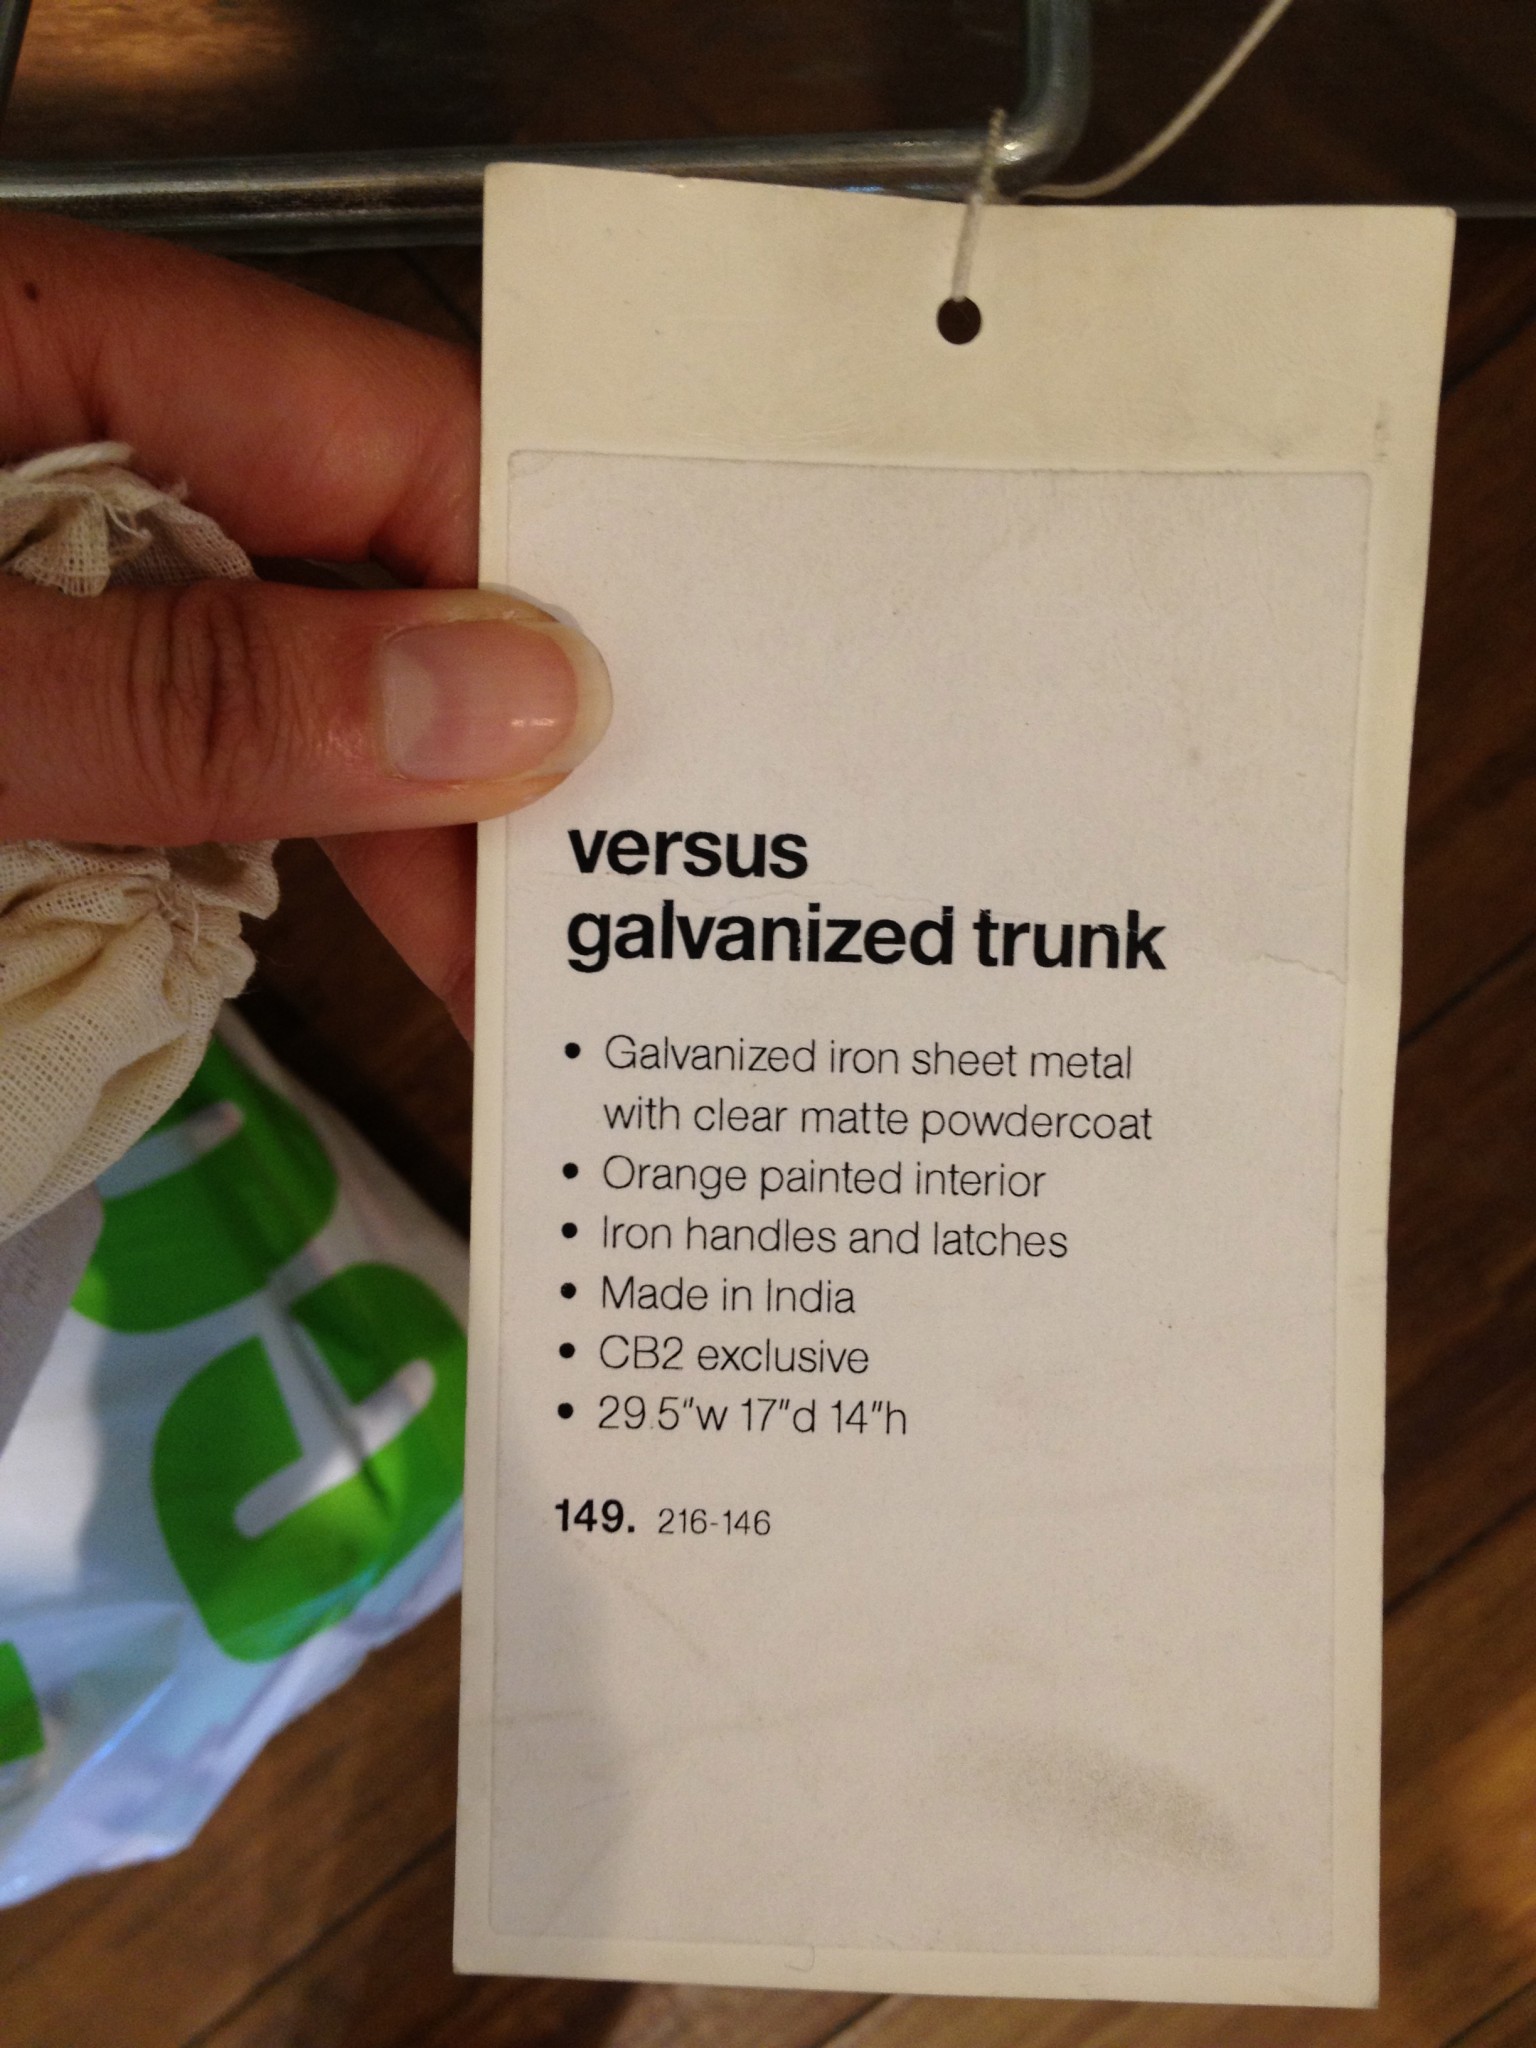 versus
galvanized trunk
• Galvanized iron sheet metal
with clear matte powdercoat
• Orange painted interior
• Iron handles and latches
• Made in India
• CB2 exclusive
• 29.5"w 17"d 14"h
149. 216-146